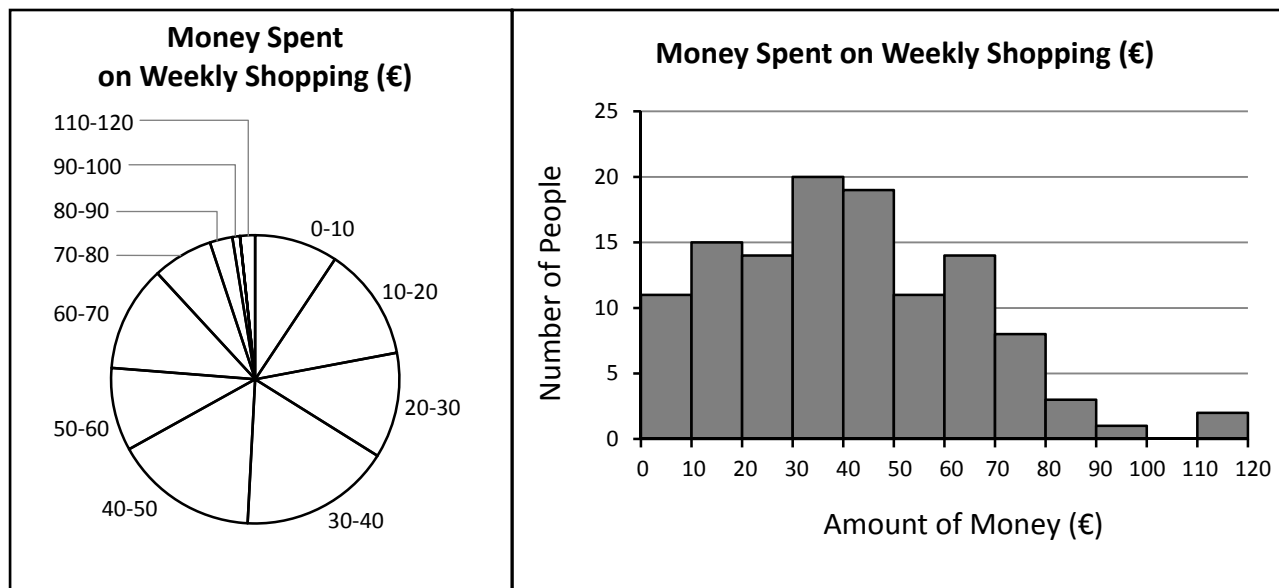 Money Spent
on Weekly Shopping (€)
110-120
90-100
80-90
70-80
60-70
50-60
40-50
30-40
20-30
10-20
0-10
Money Spent on Weekly Shopping (€)
Number of People
25
20
15
10
5
0
0 10 20 30 40 50 60 70 80 90 100 110 120
Amount of Money (€)